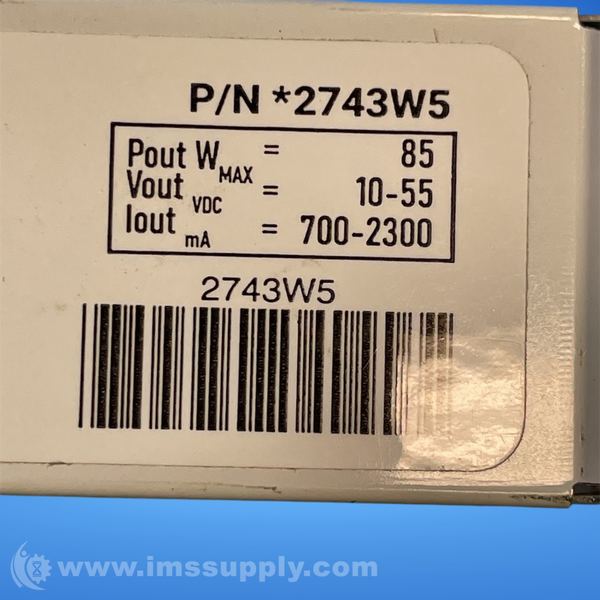 P/N *2743W5
Pout W MAX = 85
Vout VDC = 10-55
Iout mA = 700-2300
2743W5
www.imssupply.com